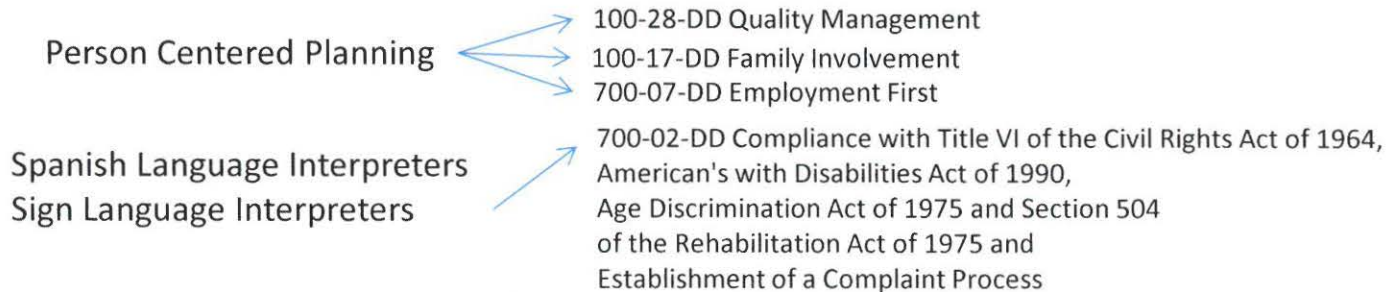 Person Centered Planning
100-28-DD Quality Management
100-17-DD Family Involvement
700-07-DD Employment First
Spanish Language Interpreters
Sign Language Interpreters
700-02-DD Compliance with Title VI of the Civil Rights Act of 1964,
American's with Disabilities Act of 1990,
Age Discrimination Act of 1975 and Section 504
of the Rehabilitation Act of 1975 and
Establishment of a Complaint Process